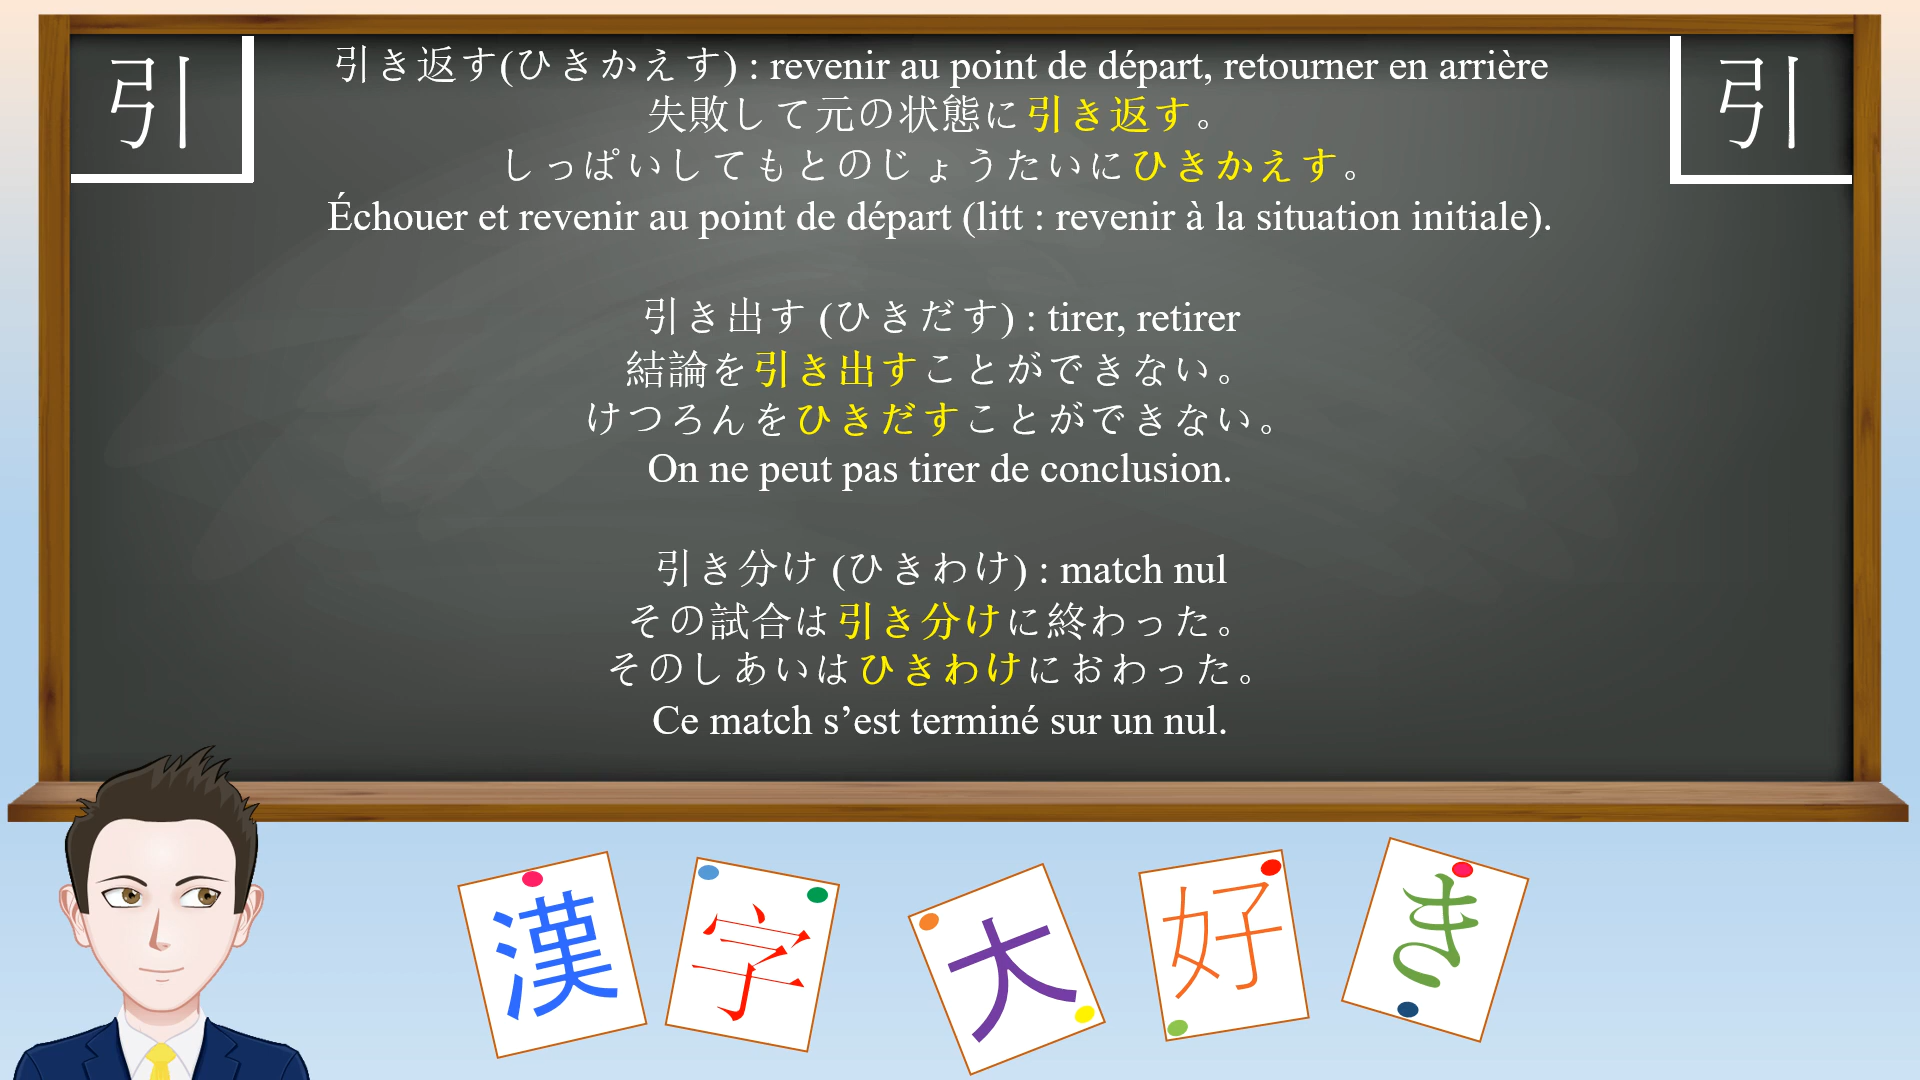 引
引き返す(ひきかえす) : revenir au point de départ, retourner en arrière
失敗して元の状態に引き返す。
しっぱいしてもとのじょうたいにひきかえす。
Échouer et revenir au point de départ (litt : revenir à la situation initiale).
引き出す (ひきだす) : tirer, retirer
結論を引き出すことができない。
けつろんをひきだすことができない。
On ne peut pas tirer de conclusion.
引き分け (ひきわけ) : match nul
その試合は引き分けに終わった。
そのしあいはひきわけにおわった。
Ce match s’est terminé sur un nul.
引
漢字大好き